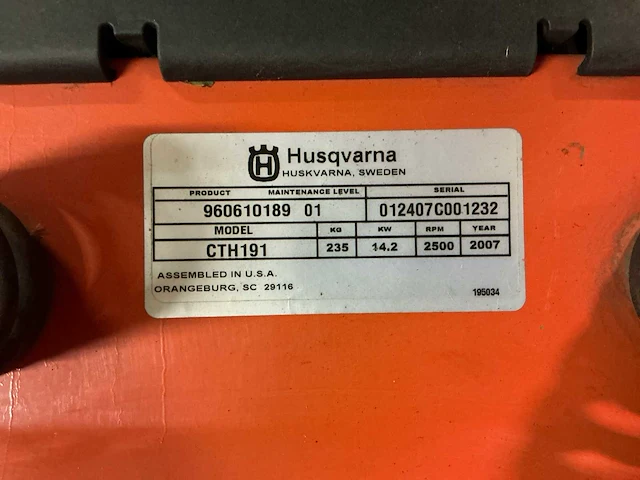 Husqvarna
HUSKVARNA, SWEDEN
PRODUCT MAINTENANCE LEVEL SERIAL
960610189 01 012407C001232
MODEL KG KW RPM YEAR
CTH191 235 14.2 2500 2007
ASSEMBLED IN U.S.A.
ORANGEBURG, SC 29116
195034